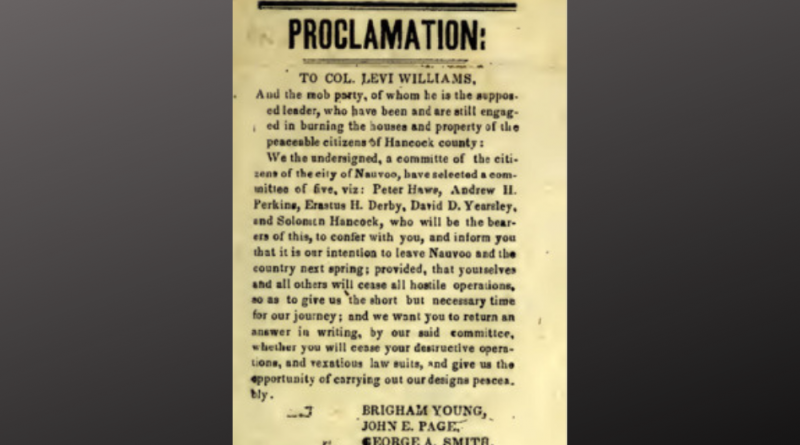 PROCLAMATION:
TO COL. LEVI WILLIAMS,
And the mob party, of whom he is the suppos-
ed leader, who have been and are still engag-
ed in burning the houses and property of the
peaceable citizens of Hancock county:
We the undersigned, a committe of the citi-
zens of the city of Nauvoo, have selected a com-
mittee of five, viz: Peter Haws, Andrew H.
Perkins, Erastus H. Derby, David D. Yearsley,
and Solomon Hancock, who will be the bear-
ers of this, to confer with you, and inform you
that it is our intention to leave Nauvoo and the
country next spring; provided, that yourselves
and all others will cease all hostile operations,
so as to give us the short but necessary time
for our journey; and we want you to return an
answer in writing, by our said committee,
whether you will cease your destructive opera-
tions, and vexatious law suits, and give us the
opportunity of carrying out our designs peacea-
bly.
BRIGHAM YOUNG,
JOHN E. PAGE,
GEORGE A. SMITH,